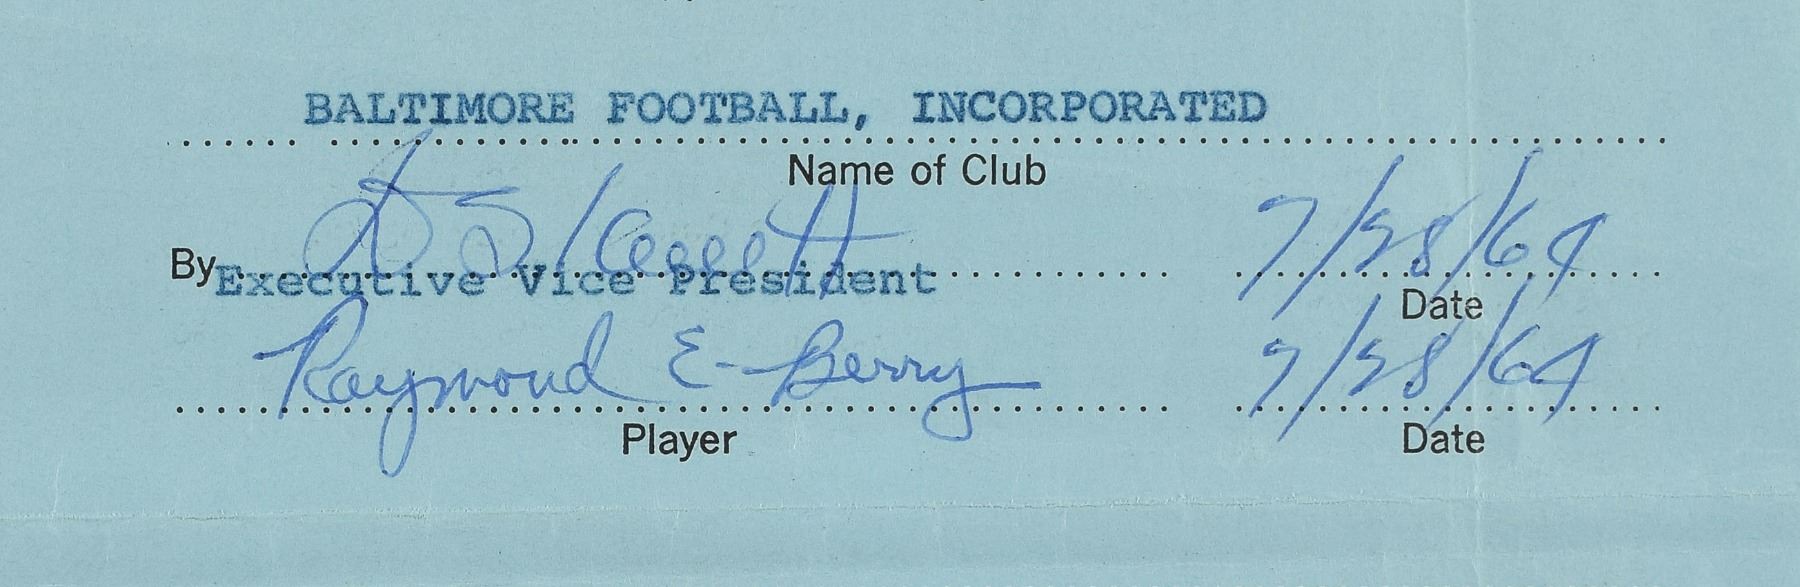 BALTIMORE FOOTBALL, INCORPORATED
Name of Club
By
7/28/64
Executive Vice President
Date
Raymond E. Berry
7/28/64
Player
Date